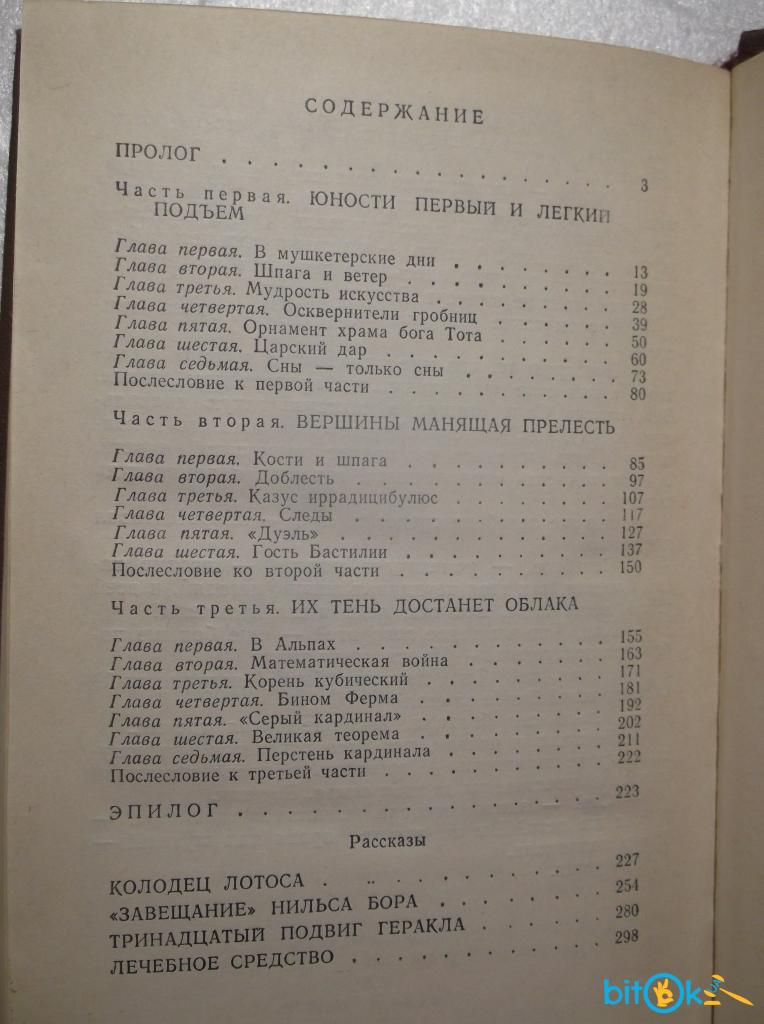 СОДЕРЖАНИЕ
ПРОЛОГ . . . . . . . . . . . . . . . . . . 3
Часть первая. ЮНОСТИ ПЕРВЫЙ И ЛЕГКИЙ
ПОДЪЕМ
Глава первая. В мушкетерские дни . . . . . . . . 13
Глава вторая. Шпага и ветер . . . . . . . . . . 19
Глава третья. Мудрость искусства . . . . . . . . 28
Глава четвертая. Осквернители гробниц . . . . . . 39
Глава пятая. Орнамент храма бога Тота . . . . . . 50
Глава шестая. Царский дар . . . . . . . . . . 60
Глава седьмая. Сны — только сны . . . . . . . . 73
Послесловие к первой части . . . . . . . . . . 80
Часть вторая. ВЕРШИНЫ МАНЯЩАЯ ПРЕЛЕСТЬ
Глава первая. Кости и шпага . . . . . . . . . . 85
Глава вторая. Доблесть . . . . . . . . . . . . 97
Глава третья. Казус иррадицибулюс . . . . . . . . 107
Глава четвертая. Следы . . . . . . . . . . . . 117
Глава пятая. «Дуэль» . . . . . . . . . . . . 127
Глава шестая. Гость Бастилии . . . . . . . . . . 137
Послесловие ко второй части . . . . . . . . . . 150
Часть третья. ИХ ТЕНЬ ДОСТАНЕТ ОБЛАКА
Глава первая. В Альпах . . . . . . . . . . . . 155
Глава вторая. Математическая война . . . . . . . 163
Глава третья. Корень кубический . . . . . . . . 171
Глава четвертая. Бином Ферма . . . . . . . . . 181
Глава пятая. «Серый кардинал» . . . . . . . . . 192
Глава шестая. Великая теорема . . . . . . . . . 202
Глава седьмая. Перстень кардинала . . . . . . . . 211
Послесловие к третьей части . . . . . . . . . . 222
ЭПИЛОГ . . . . . . . . . . . . . . . . . 223
Рассказы
КОЛОДЕЦ ЛОТОСА . . . . . . . . . . . . . 227
«ЗАВЕЩАНИЕ» НИЛЬСА БОРА . . . . . . . . . 254
ТРИНАДЦАТЫЙ ПОДВИГ ГЕРАКЛА . . . . . . . 280
ЛЕЧЕБНОЕ СРЕДСТВО . . . . . . . . . . . . 298
bitOk